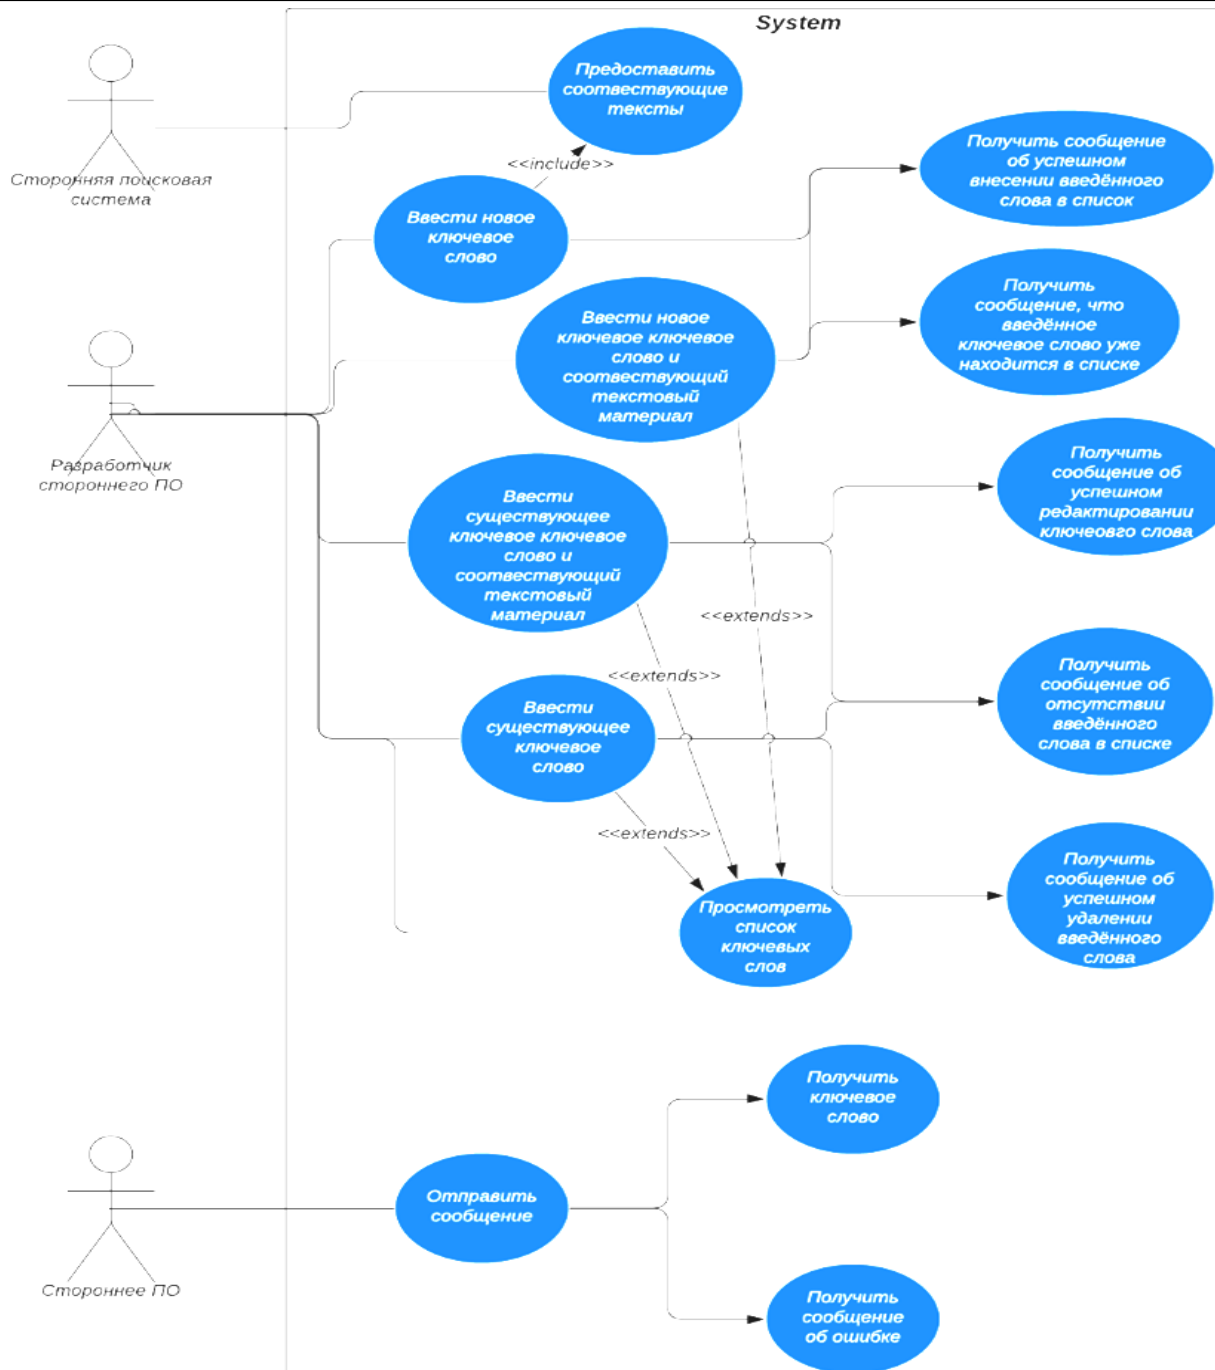 System
Предоставить
соотвествующие
тексты
<<include>>
Сторонняя поисковая
система
Получить сообщение
об успешном
внесении введённого
слова в список
Ввести новое
ключевое
слово
Получить
сообщение, что
введённое
ключевое слово уже
находится в списке
Ввести новое
ключевое ключевое
слово и
соотвествующий
текстовый
материал
Разработчик
стороннего ПО
Получить
сообщение об
успешном
редактировании
ключеовго слова
Ввести
существующее
ключевое ключевое
слово и
соотвествующий
текстовый
материал
<<extends>>
<<extends>>
Получить
сообщение об
отсутствии
введённого
слова в списке
Ввести
существующее
ключевое
слово
<<extends>>
Получить
сообщение об
успешном
удалении
введённого
слова
Просмотреть
список
ключевых
слов
Получить
ключевое
слово
Отправить
сообщение
Стороннее ПО
Получить
сообщение
об ошибке